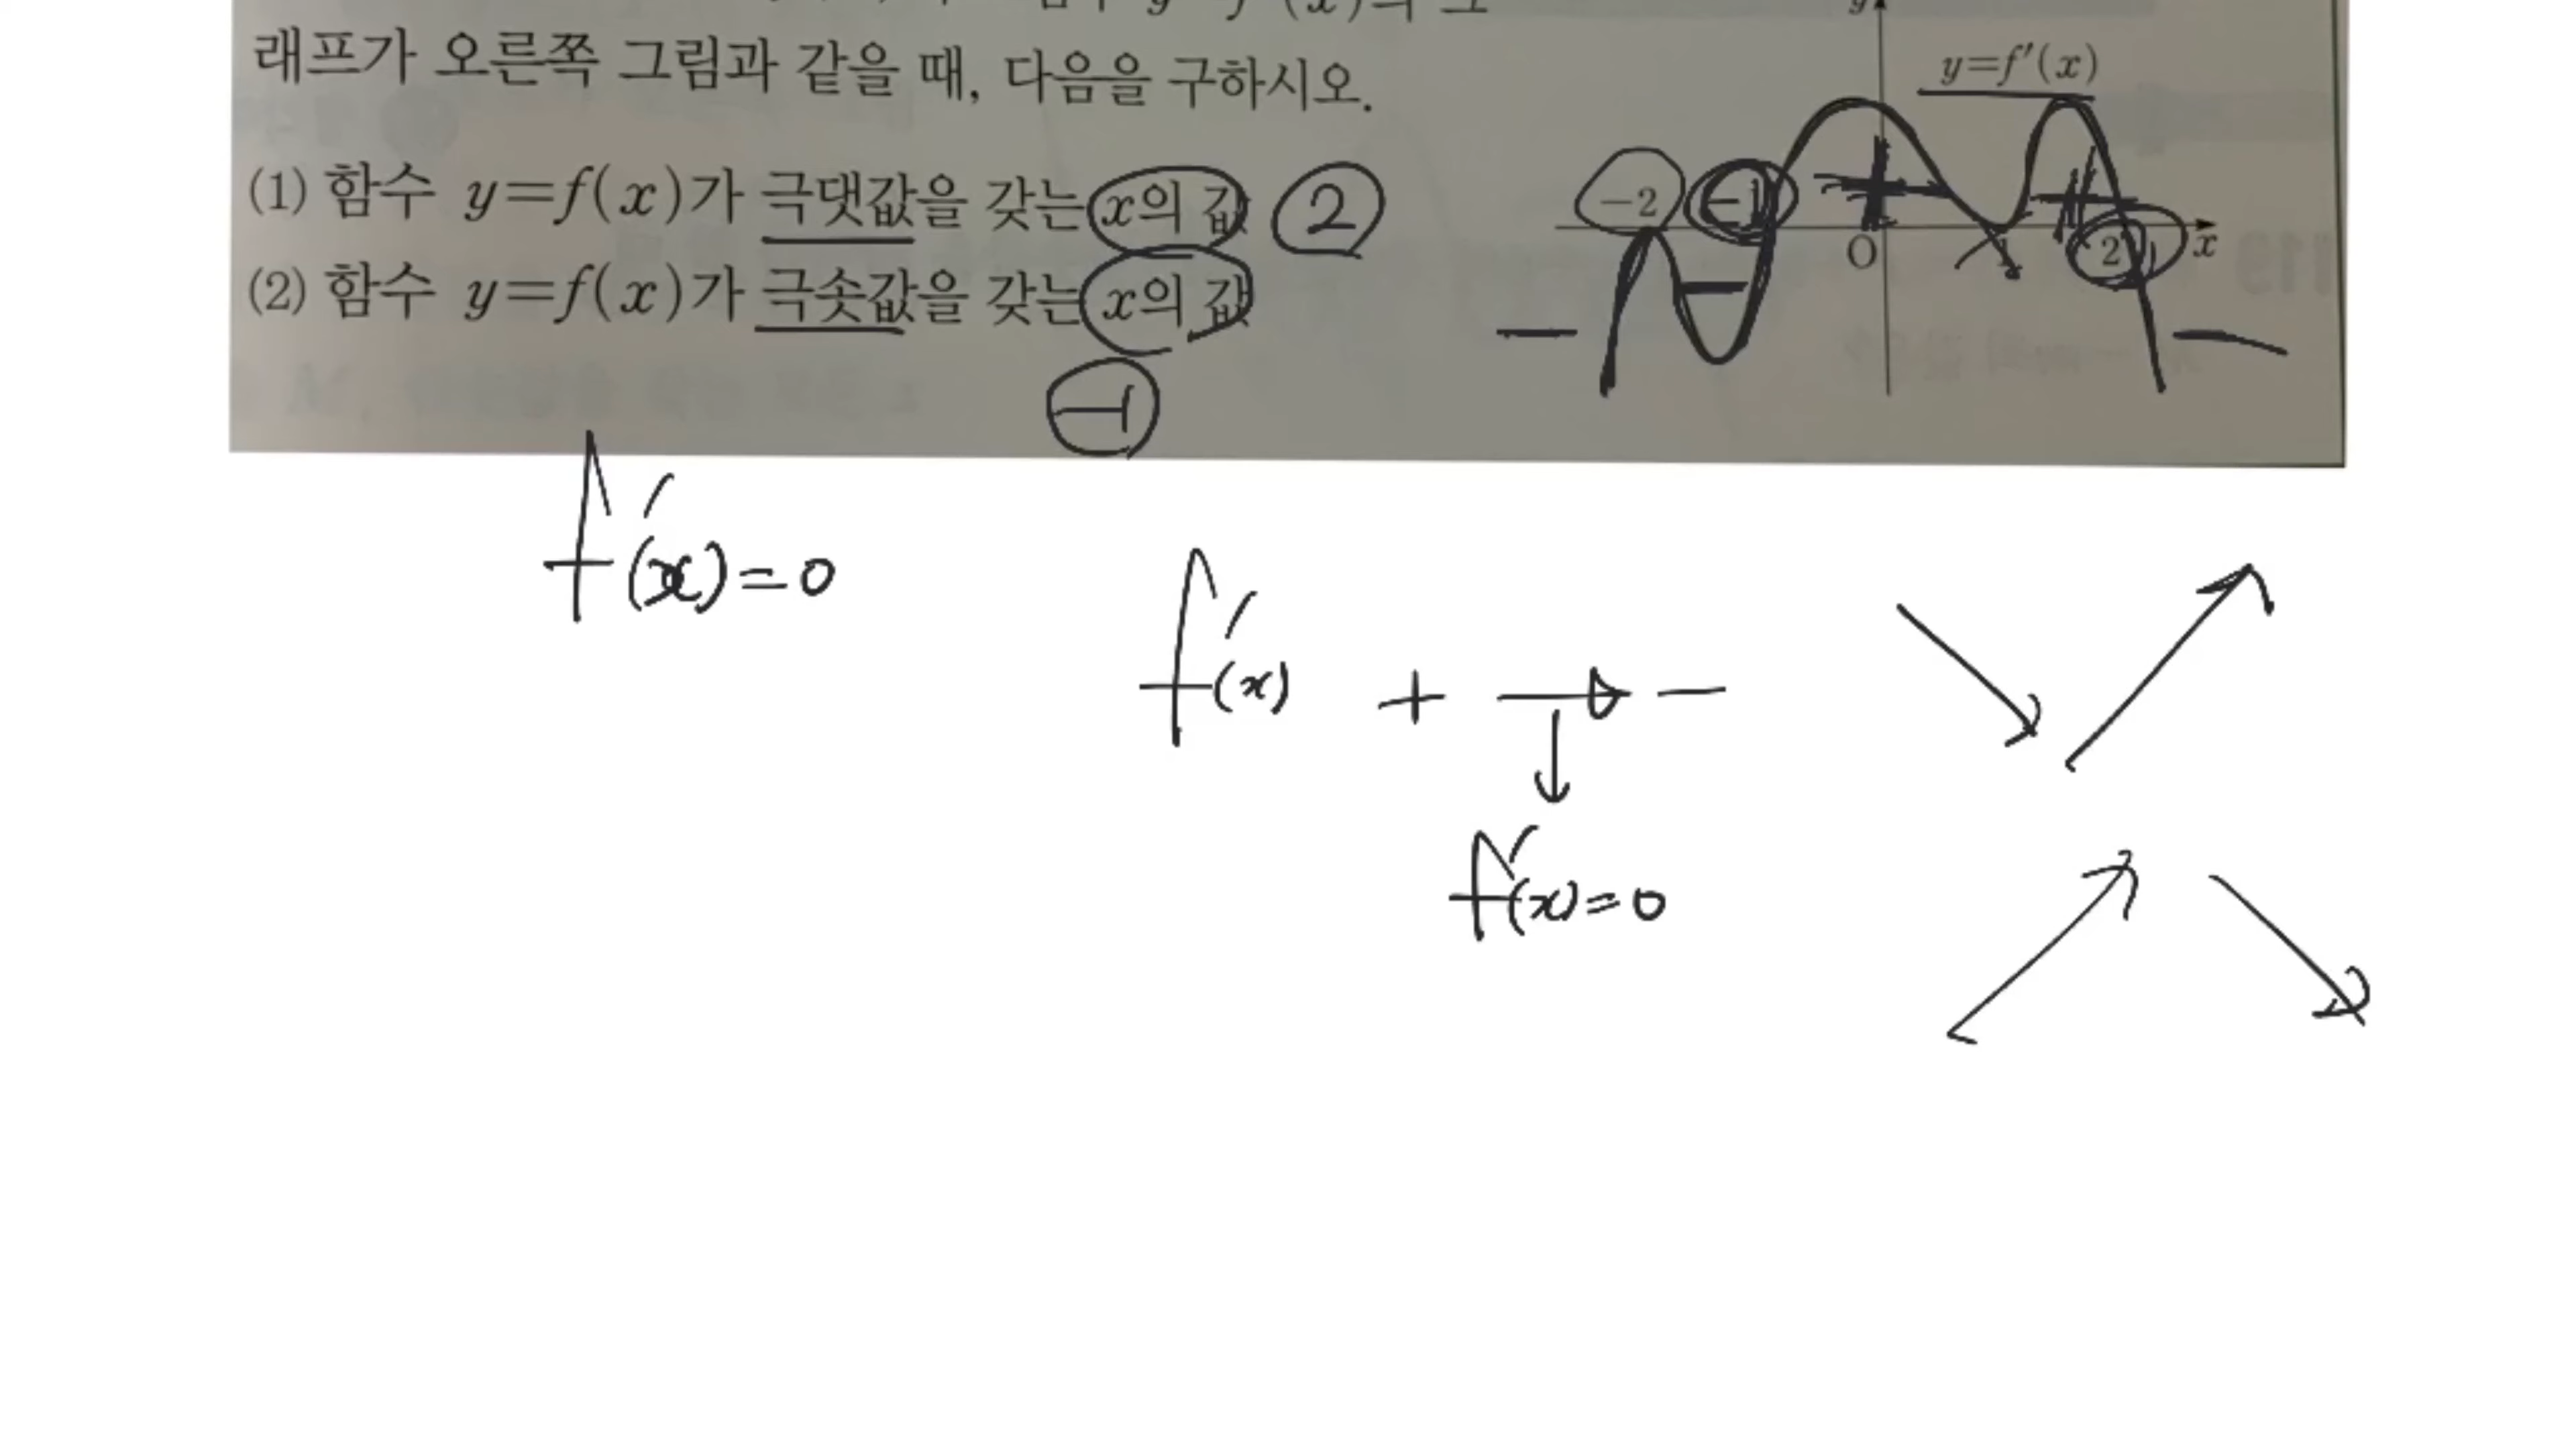 래프가 오른쪽 그림과 같을 때, 다음을 구하시오.
y=f′(x)
(1) 함수 y=f(x)가 극댓값을 갖는 x의 값 2
(2) 함수 y=f(x)가 극솟값을 갖는 x의 값
-1
-2 -1 O 1 2 x
+ +
- - -
f′(x)=0
f′(x) + → -
↓
f′(x)=0